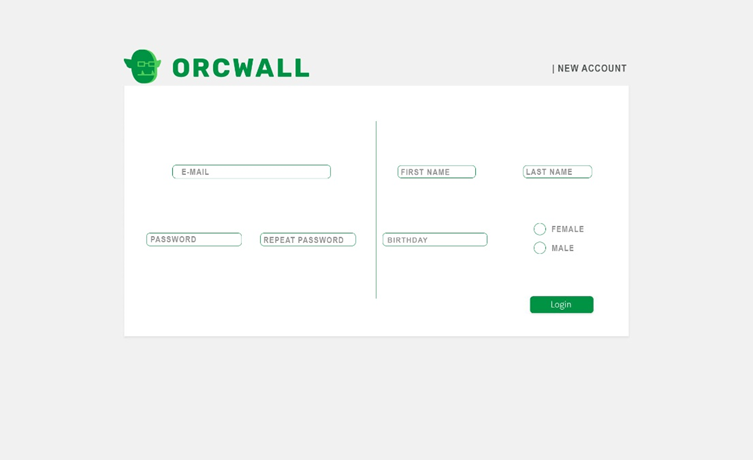 ORCWALL
| NEW ACCOUNT
E-MAIL
FIRST NAME
LAST NAME
PASSWORD
REPEAT PASSWORD
BIRTHDAY
FEMALE
MALE
Login